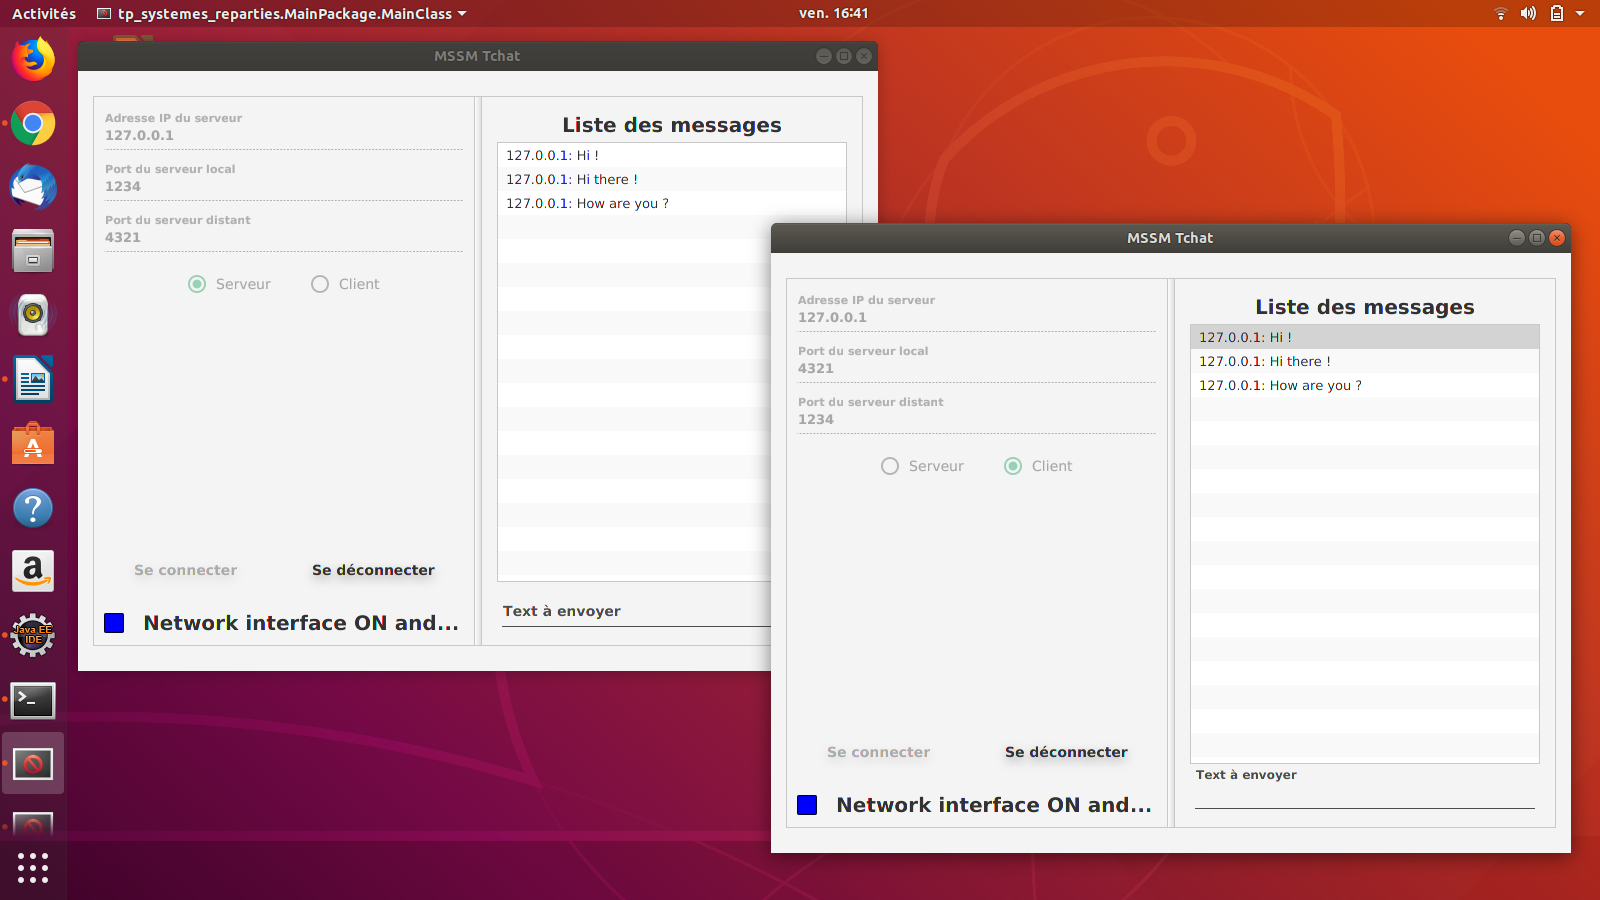 Activités
tp_systemes_reparties.MainPackage.MainClass
ven. 16:41
MSSM Tchat
Adresse IP du serveur
127.0.0.1
Port du serveur local
1234
Port du serveur distant
4321
Serveur
Client
Se connecter
Se déconnecter
Network interface ON and...
Liste des messages
127.0.0.1: Hi !
127.0.0.1: Hi there !
127.0.0.1: How are you ?
Text à envoyer
MSSM Tchat
Adresse IP du serveur
127.0.0.1
Port du serveur local
4321
Port du serveur distant
1234
Serveur
Client
Se connecter
Se déconnecter
Network interface ON and...
Liste des messages
127.0.0.1: Hi !
127.0.0.1: Hi there !
127.0.0.1: How are you ?
Text à envoyer
Java EE
IDE